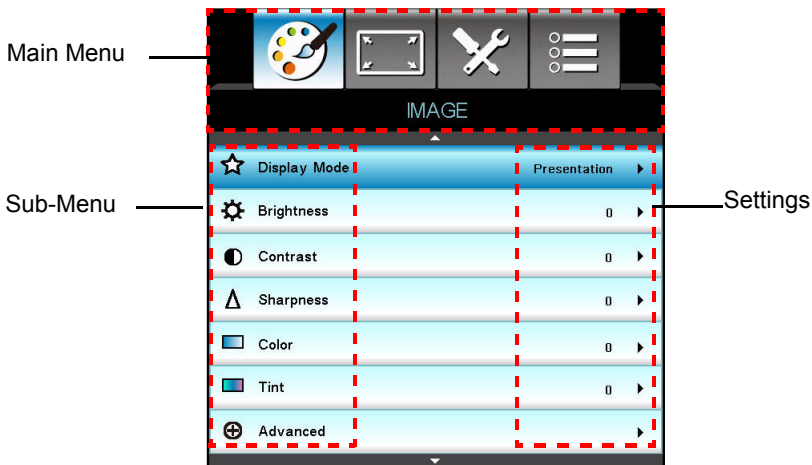 Main Menu
IMAGE
Display Mode Presentation
Sub-Menu
Brightness 0
Settings
Contrast 0
Sharpness 0
Color 0
Tint 0
Advanced